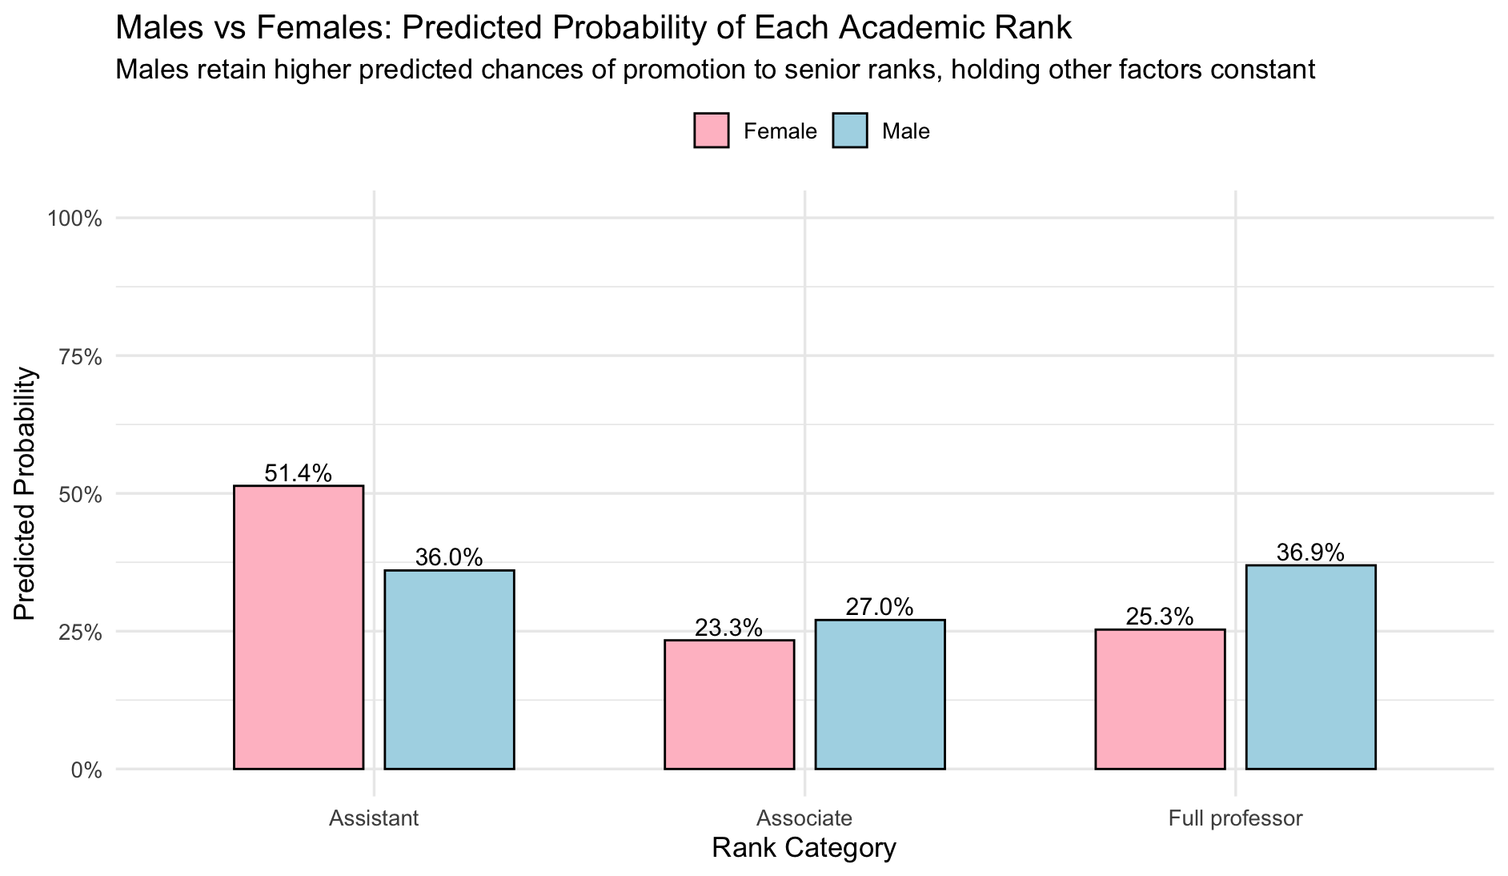 Males vs Females: Predicted Probability of Each Academic Rank
Males retain higher predicted chances of promotion to senior ranks, holding other factors constant
Female Male
100%
75%
50%
25%
0%
Predicted Probability
51.4%
36.0%
23.3%
27.0%
25.3%
36.9%
Assistant Associate Full professor
Rank Category